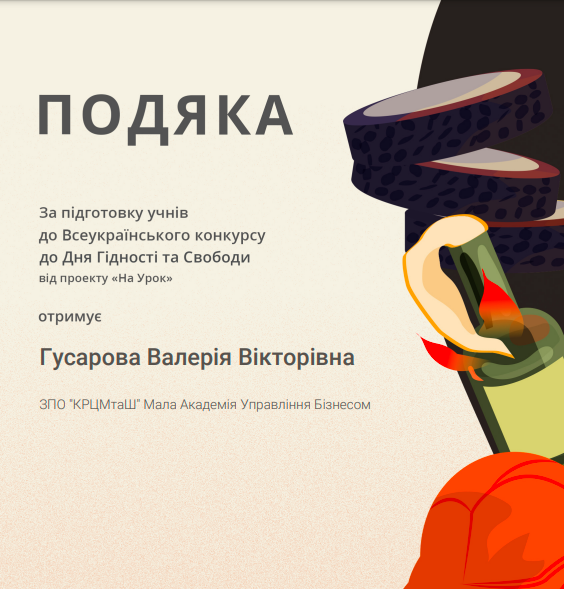 ПОДЯКА
За підготовку учнів
до Всеукраїнського конкурсу
до Дня Гідності та Свободи
від проекту «На Урок»
отримує
Гусарова Валерія Вікторівна
ЗПО "КРЦМтаШ" Мала Академія Управління Бізнесом